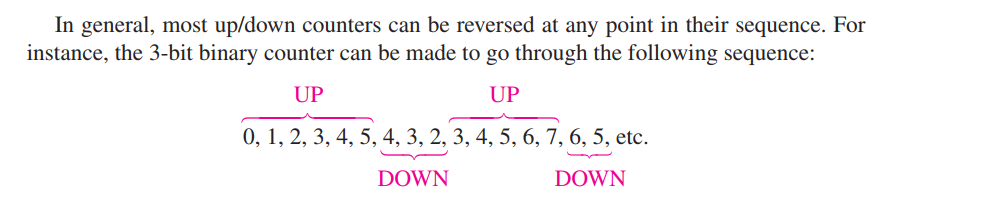 In general, most up/down counters can be reversed at any point in their sequence. For
instance, the 3-bit binary counter can be made to go through the following sequence:
UP UP
0, 1, 2, 3, 4, 5, 4, 3, 2, 3, 4, 5, 6, 7, 6, 5, etc.
DOWN DOWN